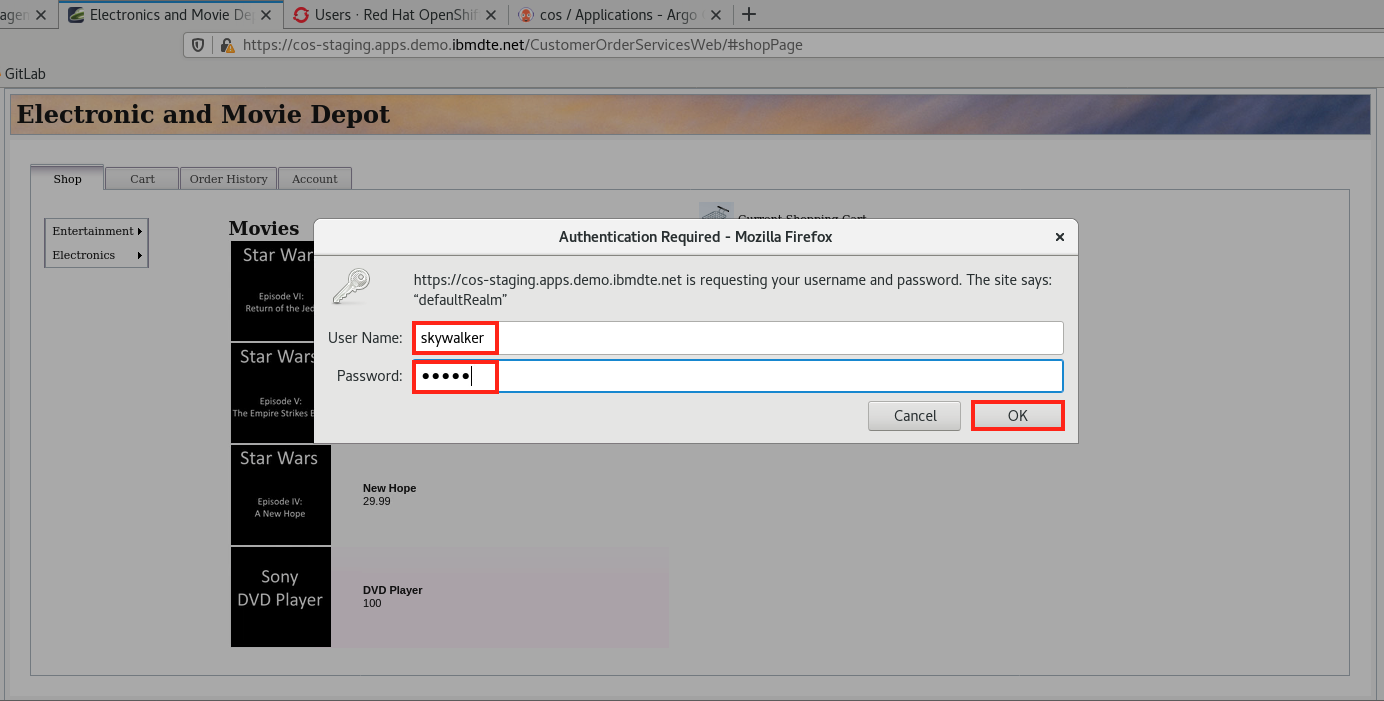 agen
Electronics and Movie De
Users · Red Hat OpenShif
cos / Applications - Argo
https://cos-staging.apps.demo.ibmdte.net/CustomerOrderServicesWeb/#shopPage
GitLab
Electronic and Movie Depot
Shop
Cart
Order History
Account
Entertainment
Electronics
Movies
Current Shopping Cart
Star War
Episode VI:
Return of the Jed
Star Wars
Episode V:
The Empire Strikes B
Authentication Required - Mozilla Firefox
https://cos-staging.apps.demo.ibmdte.net is requesting your username and password. The site says:
“defaultRealm”
User Name:
skywalker
Password:
●●●●●
Cancel
OK
Star Wars
Episode IV:
A New Hope
New Hope
29.99
Sony
DVD Player
DVD Player
100